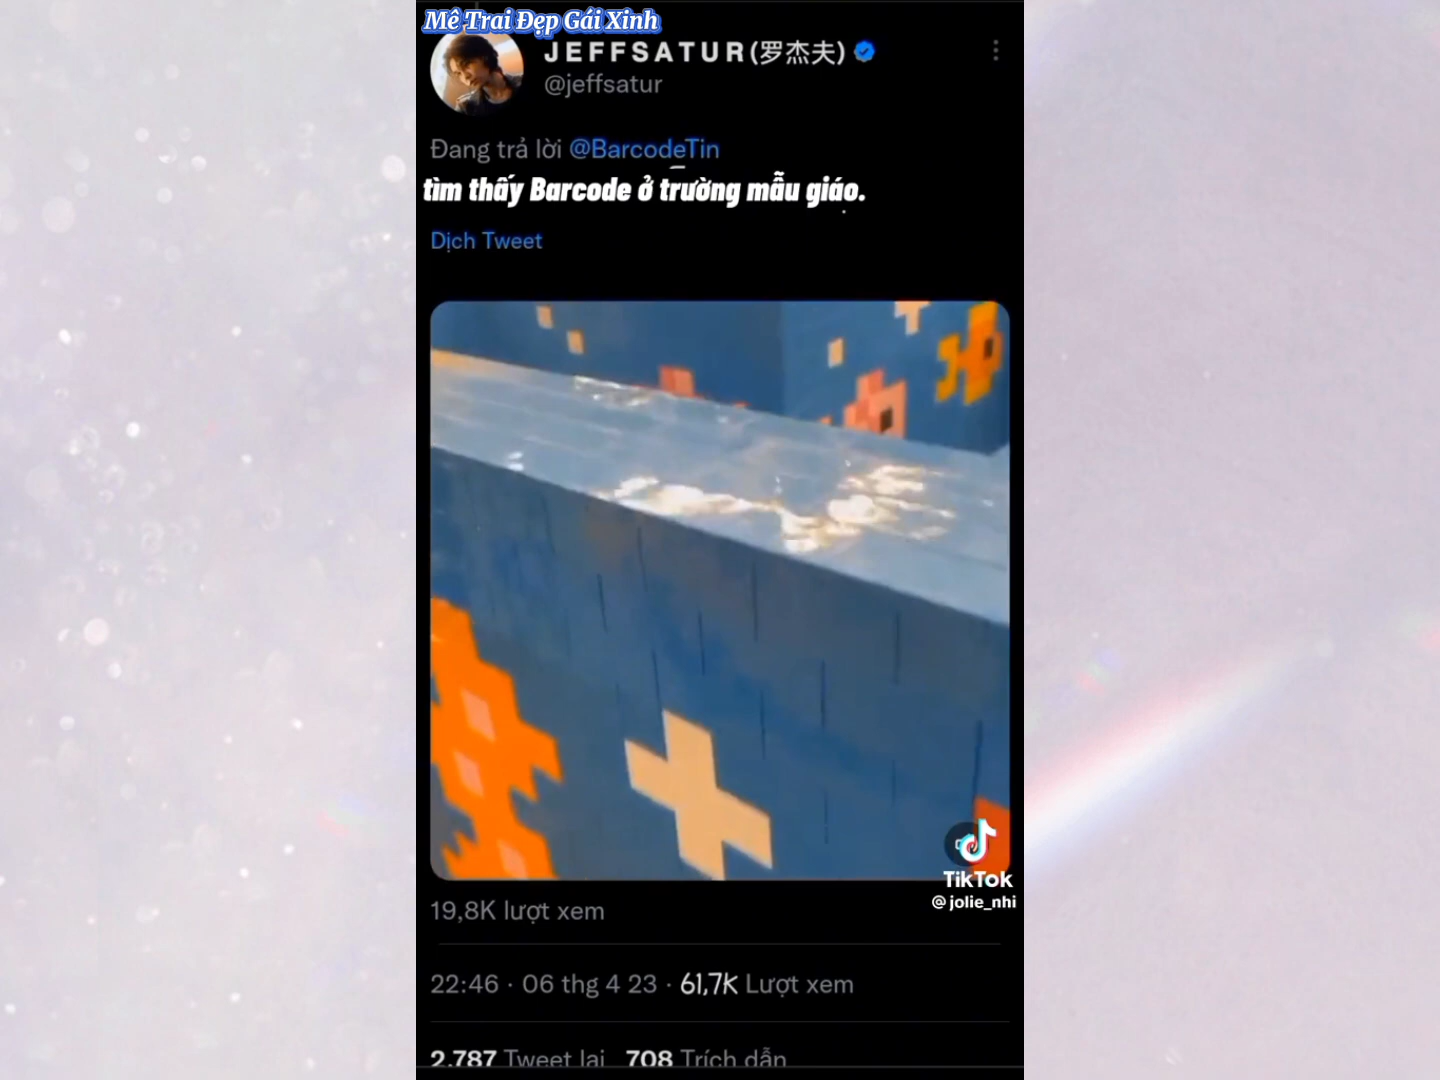 Mê Trai Đẹp Gái Xinh
JEFFSATUR(罗杰夫)
@jeffsatur
Đang trả lời @BarcodeTin
tìm thấy Barcode ở trường mẫu giáo.
Dịch Tweet
TikTok
@jolie_nhi
19,8K lượt xem
22:46 · 06 thg 4 23 · 61,7K Lượt xem
2.787 Tweet lại 708 Trích dẫn